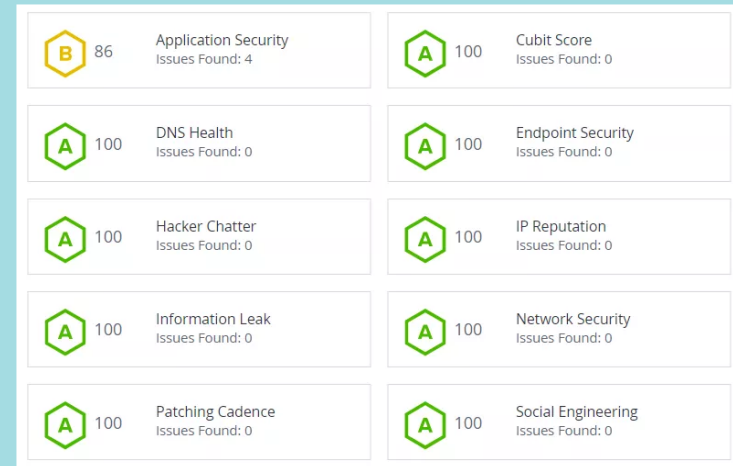 B 86 Application Security
Issues Found: 4
A 100 Cubit Score
Issues Found: 0
A 100 DNS Health
Issues Found: 0
A 100 Endpoint Security
Issues Found: 0
A 100 Hacker Chatter
Issues Found: 0
A 100 IP Reputation
Issues Found: 0
A 100 Information Leak
Issues Found: 0
A 100 Network Security
Issues Found: 0
A 100 Patching Cadence
Issues Found: 0
A 100 Social Engineering
Issues Found: 0